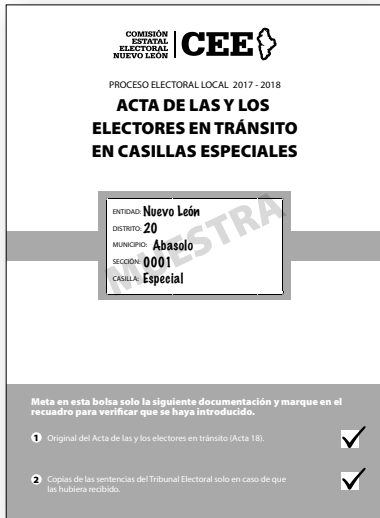 COMISIÓN
ESTATAL
ELECTORAL
NUEVO LEÓN
CEE
PROCESO ELECTORAL LOCAL 2017 - 2018
ACTA DE LAS Y LOS
ELECTORES EN TRÁNSITO
EN CASILLAS ESPECIALES
ENTIDAD: Nuevo León
DISTRITO: 20
MUNICIPIO: Abasolo
SECCIÓN: 0001
CASILLA: Especial
MUESTRA
Meta en esta bolsa solo la siguiente documentación y marque en el
recuadro para verificar que se haya introducido.
1 Original del Acta de las y los electores en tránsito (Acta 18).
2 Copias de las sentencias del Tribunal Electoral solo en caso de que
las hubiera recibido.